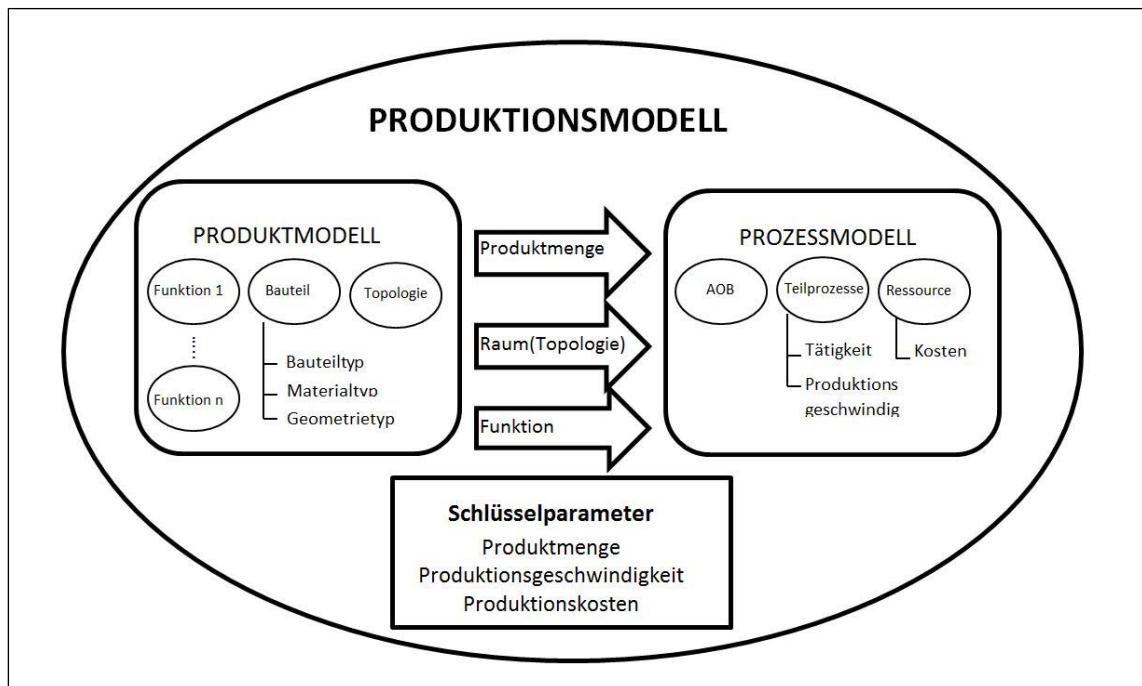 PRODUKTIONSMODELL
PRODUKTMODELL
Funktion 1
Bauteil
Topologie
Funktion n
Bauteiltyp
Materialtyp
Geometrietyp
Produktmenge
Raum(Topologie)
Funktion
PROZESSMODELL
AOB
Teilprozesse
Ressource
Tätigkeit
Produktions
geschwindig
Kosten
Schlüsselparameter
Produktmenge
Produktionsgeschwindigkeit
Produktionskosten